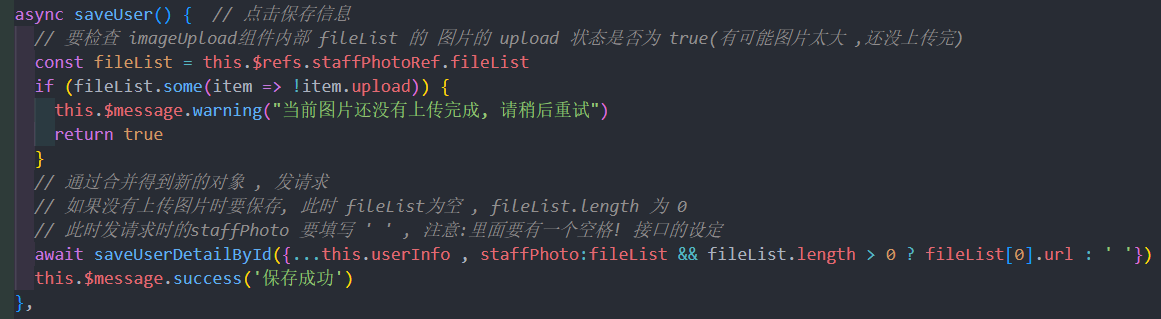 async saveUser() {  // 点击保存信息
  // 要检查 imageUpload组件内部 fileList 的 图片的 upload 状态是否为 true(有可能图片太大 ,还没上传完)
  const fileList = this.$refs.staffPhotoRef.fileList
  if (fileList.some(item => !item.upload)) {
    this.$message.warning("当前图片还没有上传完成, 请稍后重试")
    return true
  }
  // 通过合并得到新的对象 , 发请求
  // 如果没有上传图片时要保存, 此时 fileList为空 , fileList.length 为 0
  // 此时发请求时的staffPhoto 要填写 ' ' , 注意:里面要有一个空格! 接口的设定
  await saveUserDetailById({...this.userInfo , staffPhoto:fileList && fileList.length > 0 ? fileList[0].url : ' '})
  this.$message.success('保存成功')
},